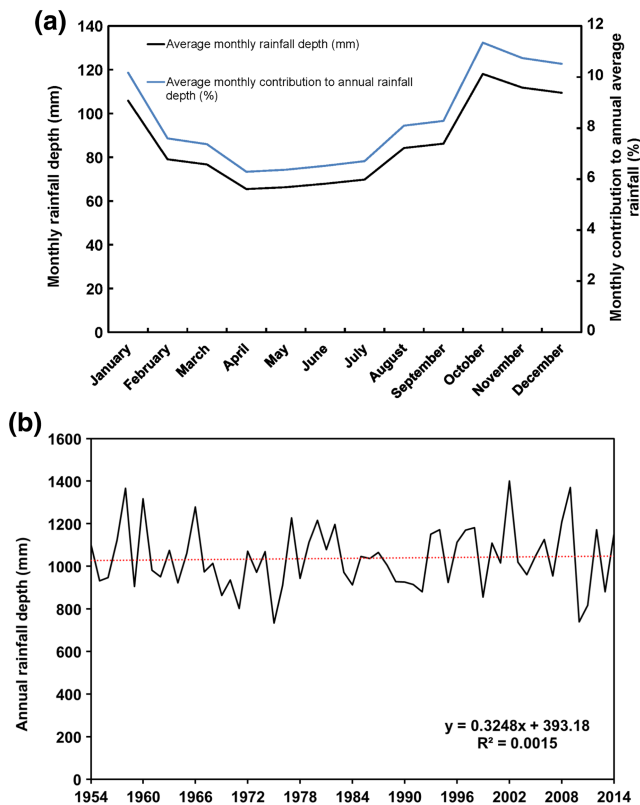 (a)
140
120
100
80
60
40
20
0
Monthly rainfall depth (mm)
Average monthly rainfall depth (mm)
Average monthly contribution to annual rainfall
depth (%)
12
10
8
6
4
2
0
Monthly contribution to annual average
rainfall (%)
January
February
March
April
May
June
July
August
September
October
November
December
(b)
1600
1400
1200
1000
800
600
400
200
0
Annual rainfall depth (mm)
y = 0.3248x + 393.18
R² = 0.0015
1954 1960 1966 1972 1978 1984 1990 1996 2002 2008 2014